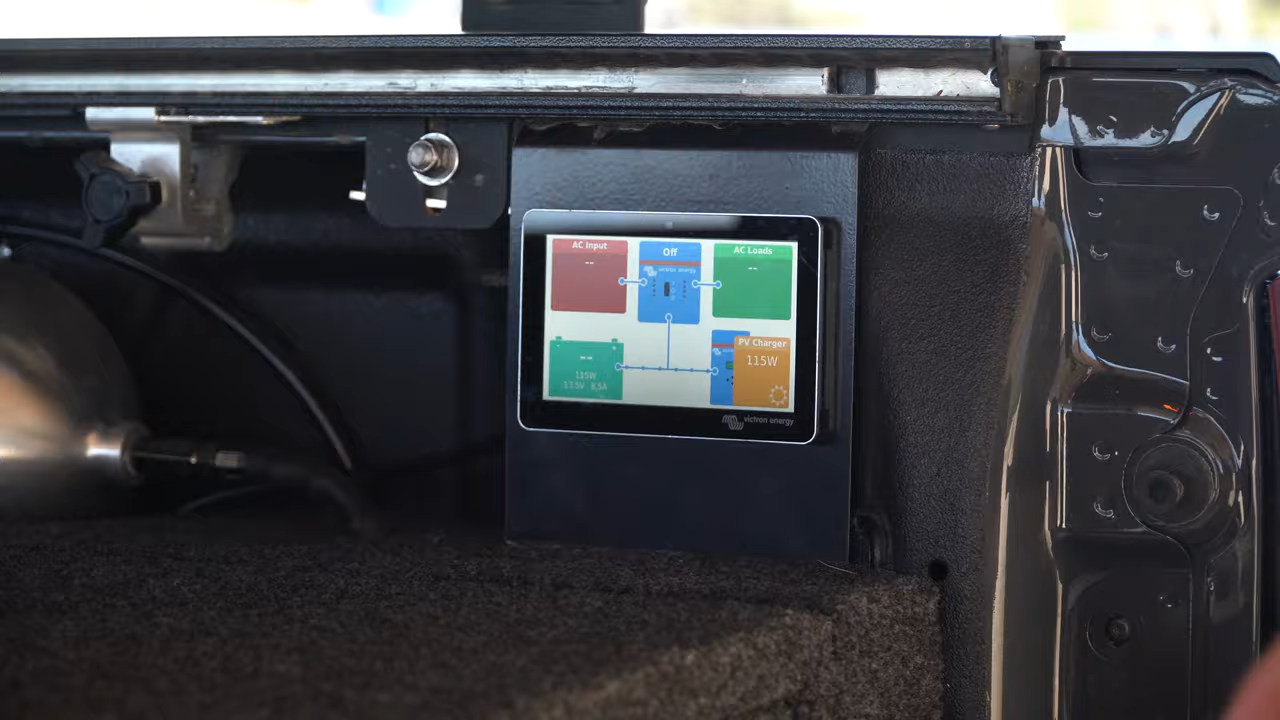 AC Input
--
Off
victron energy
AC Loads
--
--
115W
13.5V 8.5A
PV Charger
115W
victron energy